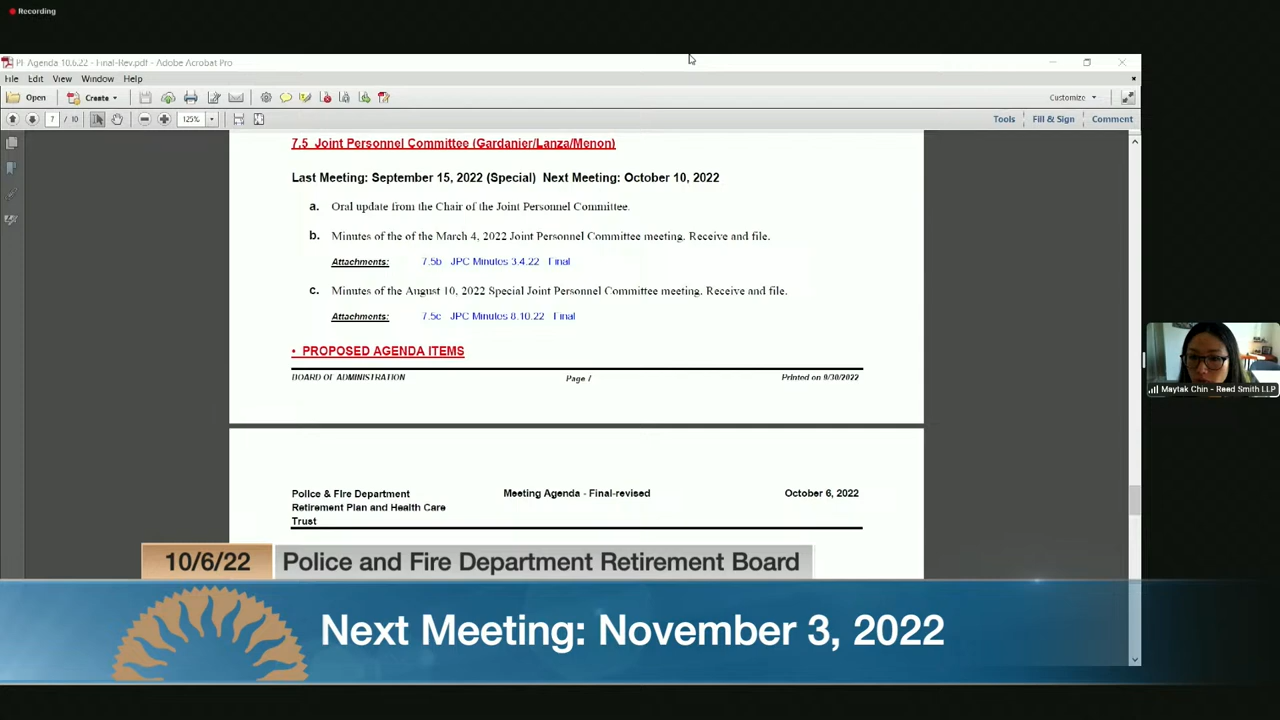 Recording
PF Agenda 10.6.22 - Final-Rev.pdf - Adobe Acrobat Pro
File Edit View Window Help
Open Create Customize
7 / 10 125% Tools Fill & Sign Comment
7.5 Joint Personnel Committee (Gardanier/Lanza/Menon)
Last Meeting: September 15, 2022 (Special) Next Meeting: October 10, 2022
a. Oral update from the Chair of the Joint Personnel Committee.
b. Minutes of the of the March 4, 2022 Joint Personnel Committee meeting. Receive and file.
Attachments: 7.5b JPC Minutes 3.4.22 Final
c. Minutes of the August 10, 2022 Special Joint Personnel Committee meeting. Receive and file.
Attachments: 7.5c JPC Minutes 8.10.22 Final
• PROPOSED AGENDA ITEMS
BOARD OF ADMINISTRATION Page 7 Printed on 9/30/2022
Maytak Chin - Reed Smith LLP
Police & Fire Department Meeting Agenda - Final-revised October 6, 2022
Retirement Plan and Health Care
Trust
10/6/22 Police and Fire Department Retirement Board
Next Meeting: November 3, 2022